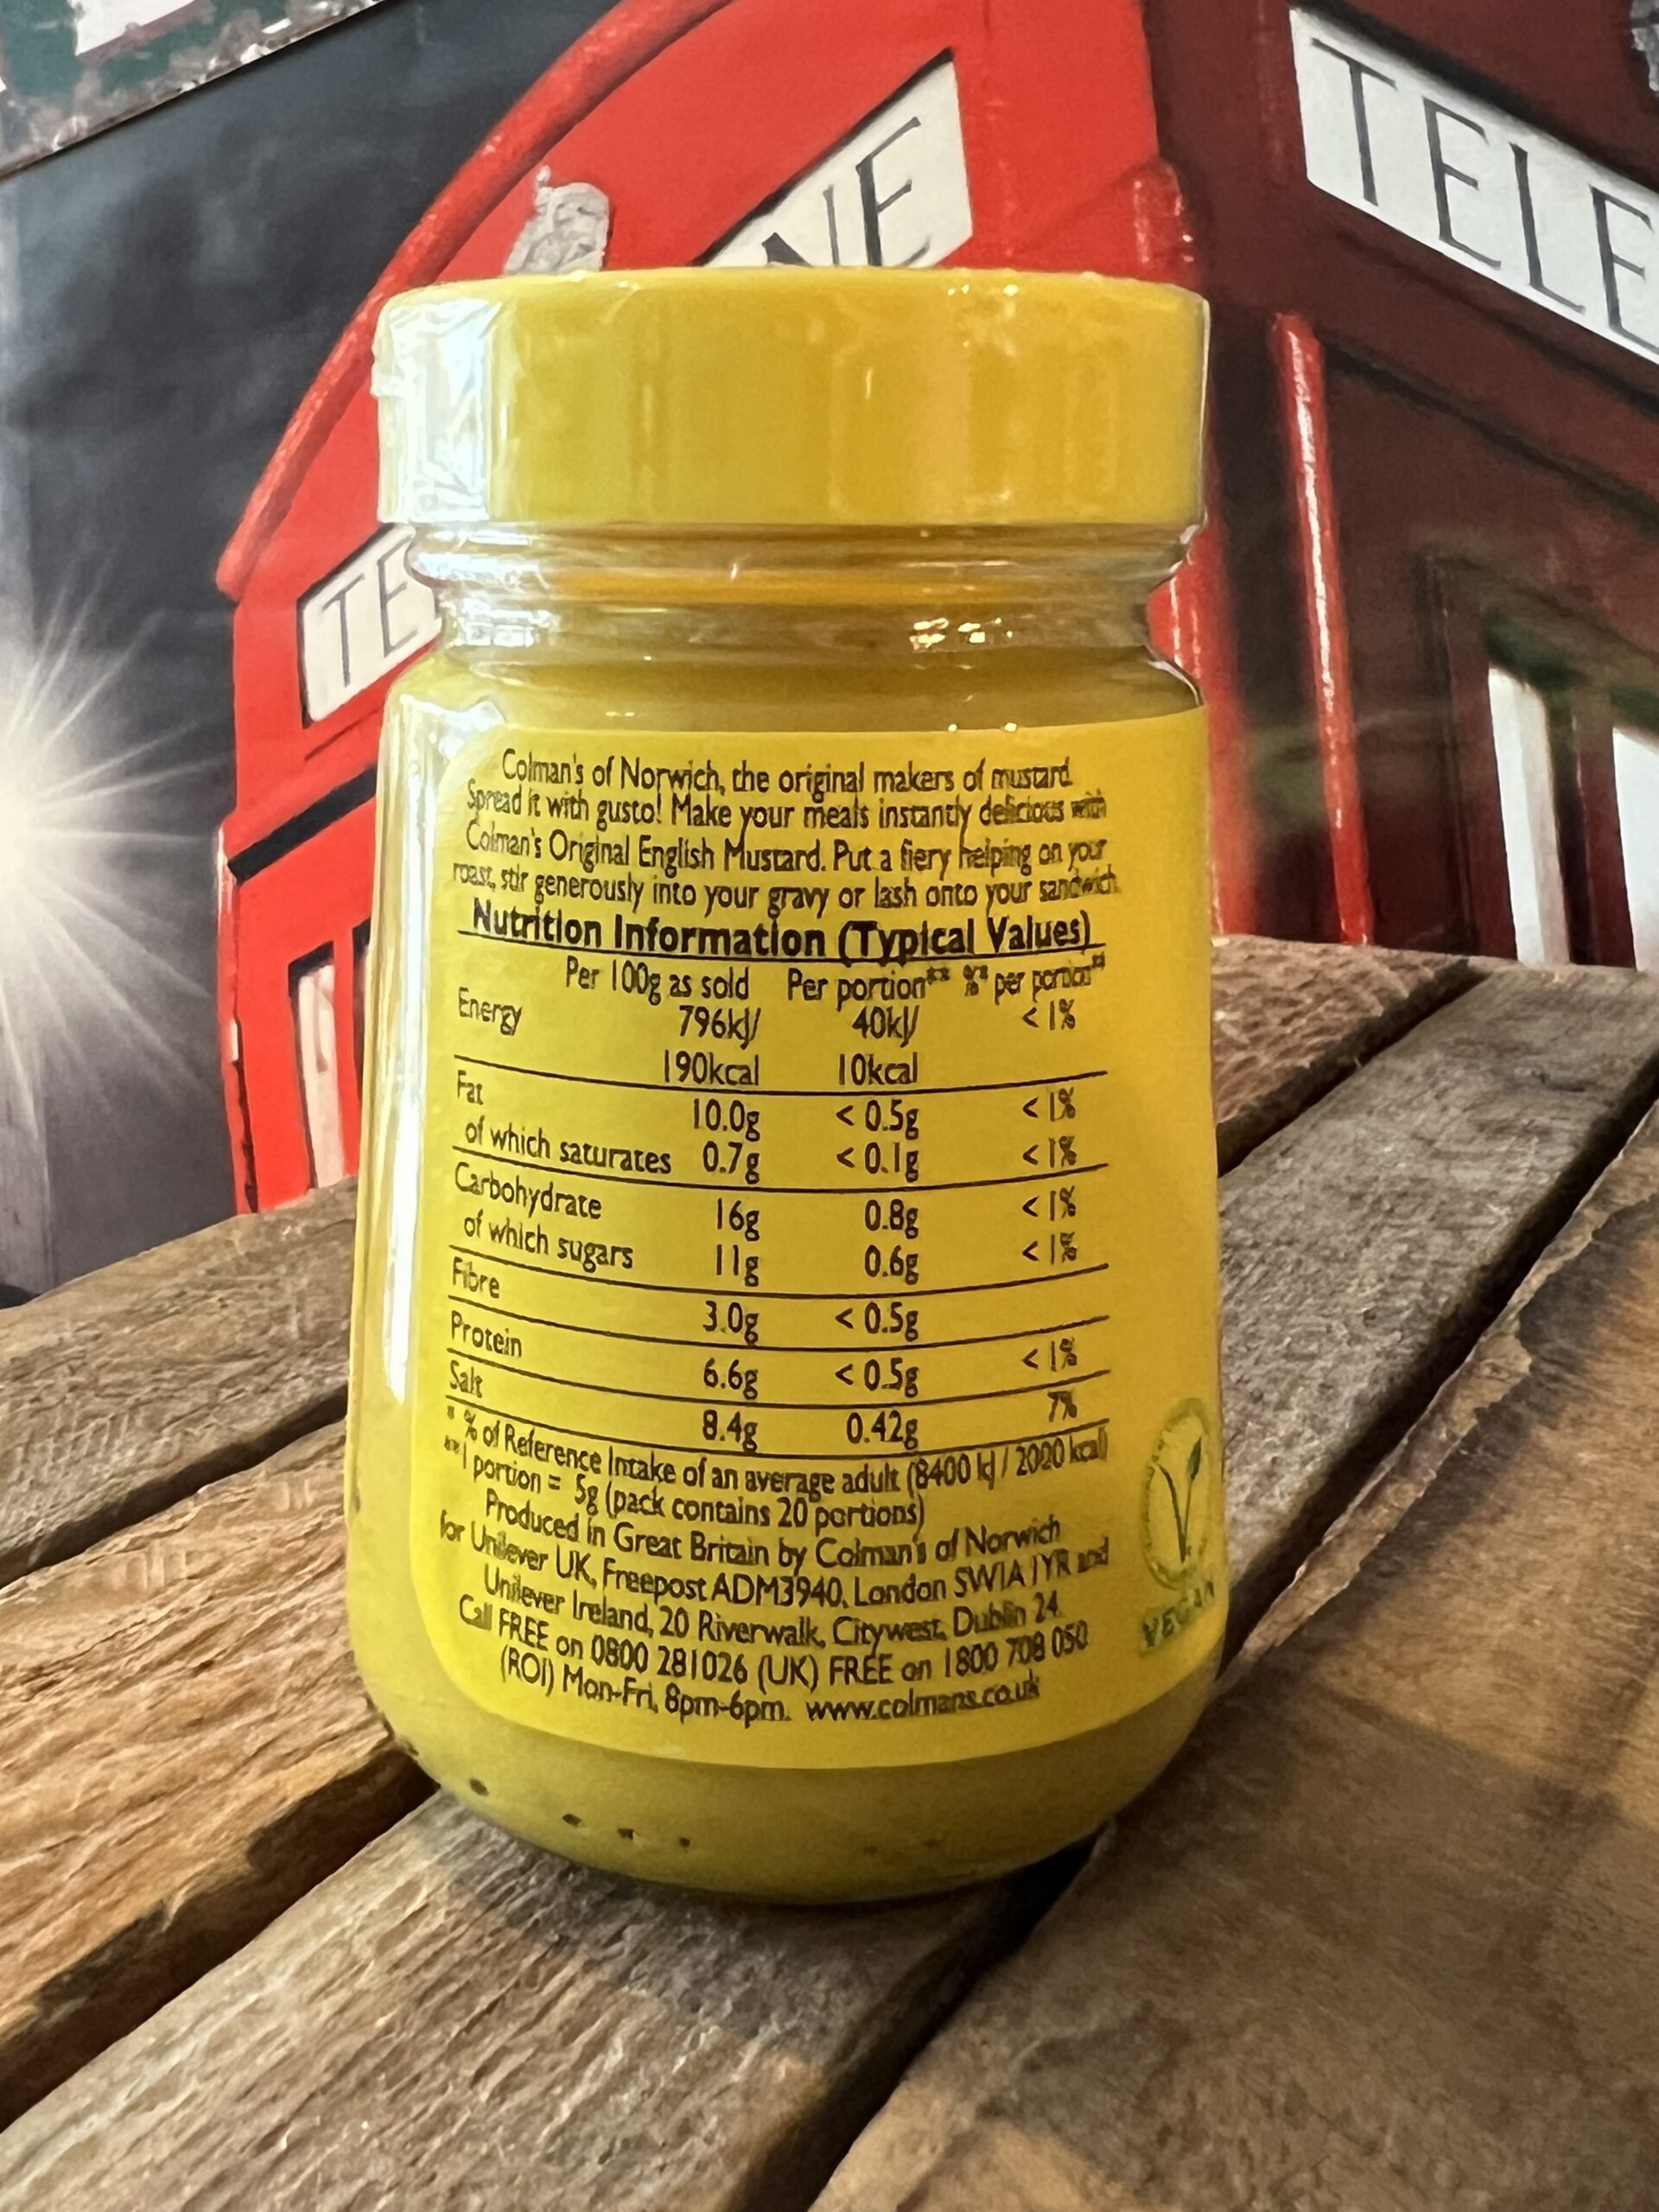 NE
TELE
TE
Colman's of Norwich, the original makers of mustard
Spread it with gusto! Make your meals instantly delicious with
Colman's Original English Mustard. Put a fiery helping on your
roast, stir generously into your gravy or lash onto your sandwich.
Nutrition Information (Typical Values)
Per 100g as sold Per portion** %* per portion**
Energy 796kJ/ 40kJ/ <1%
190kcal 10kcal
Fat 10.0g <0.5g <1%
of which saturates 0.7g <0.1g <1%
Carbohydrate 16g 0.8g <1%
of which sugars 11g 0.6g <1%
Fibre 3.0g <0.5g
Protein 6.6g <0.5g <1%
Salt 8.4g 0.42g 7%
* % of Reference Intake of an average adult (8400 kJ / 2000 kcal)
**1 portion = 5g (pack contains 20 portions)
Produced in Great Britain by Colman's of Norwich
for Unilever UK, Freepost ADM3940, London SW1A 1YR and
Unilever Ireland, 20 Riverwalk, Citywest, Dublin 24.
Call FREE on 0800 281026 (UK) FREE on 1800 708 050
(ROI) Mon-Fri, 8pm-6pm. www.colmans.co.uk
VEGAN